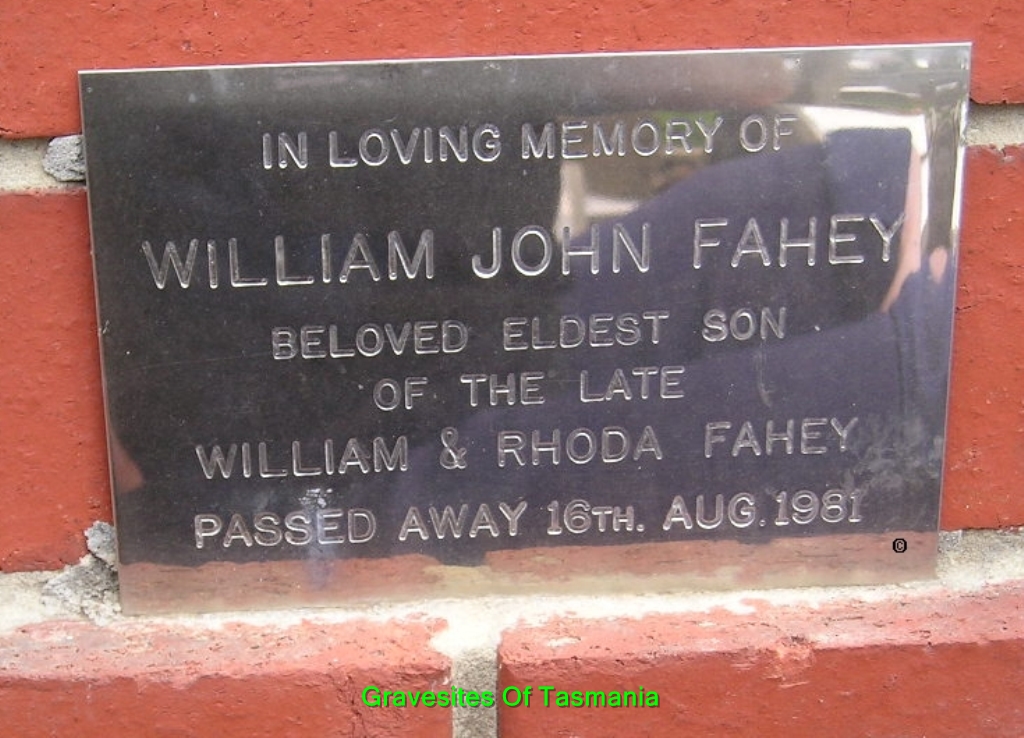 IN LOVING MEMORY OF
WILLIAM JOHN FAHEY
BELOVED ELDEST SON
OF THE LATE
WILLIAM & RHODA FAHEY
PASSED AWAY 16TH. AUG. 1981
©
Gravesites Of Tasmania